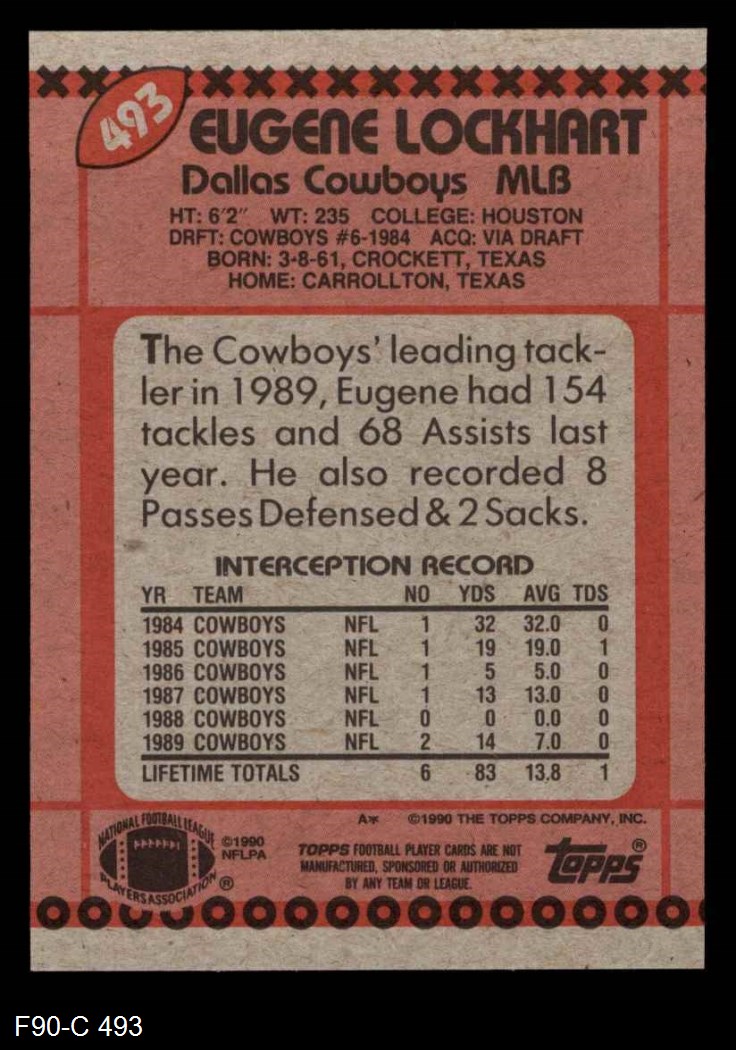 493
EUGENE LOCKHART
Dallas Cowboys MLB
HT: 6'2" WT: 235 COLLEGE: HOUSTON
DRFT: COWBOYS #6-1984 ACQ: VIA DRAFT
BORN: 3-8-61, CROCKETT, TEXAS
HOME: CARROLLTON, TEXAS
The Cowboys' leading tack-
ler in 1989, Eugene had 154
tackles and 68 Assists last
year. He also recorded 8
Passes Defensed & 2 Sacks.
INTERCEPTION RECORD
YR TEAM NO YDS AVG TDS
1984 COWBOYS NFL 1 32 32.0 0
1985 COWBOYS NFL 1 19 19.0 1
1986 COWBOYS NFL 1 5 5.0 0
1987 COWBOYS NFL 1 13 13.0 0
1988 COWBOYS NFL 0 0 0.0 0
1989 COWBOYS NFL 2 14 7.0 0
LIFETIME TOTALS 6 83 13.8 1
A* ©1990 THE TOPPS COMPANY, INC.
NATIONAL FOOTBALL LEAGUE
PLAYERS ASSOCIATION ®
©1990
NFLPA
TOPPS FOOTBALL PLAYER CARDS ARE NOT
MANUFACTURED, SPONSORED OR AUTHORIZED
BY ANY TEAM OR LEAGUE.
topps®
F90-C 493